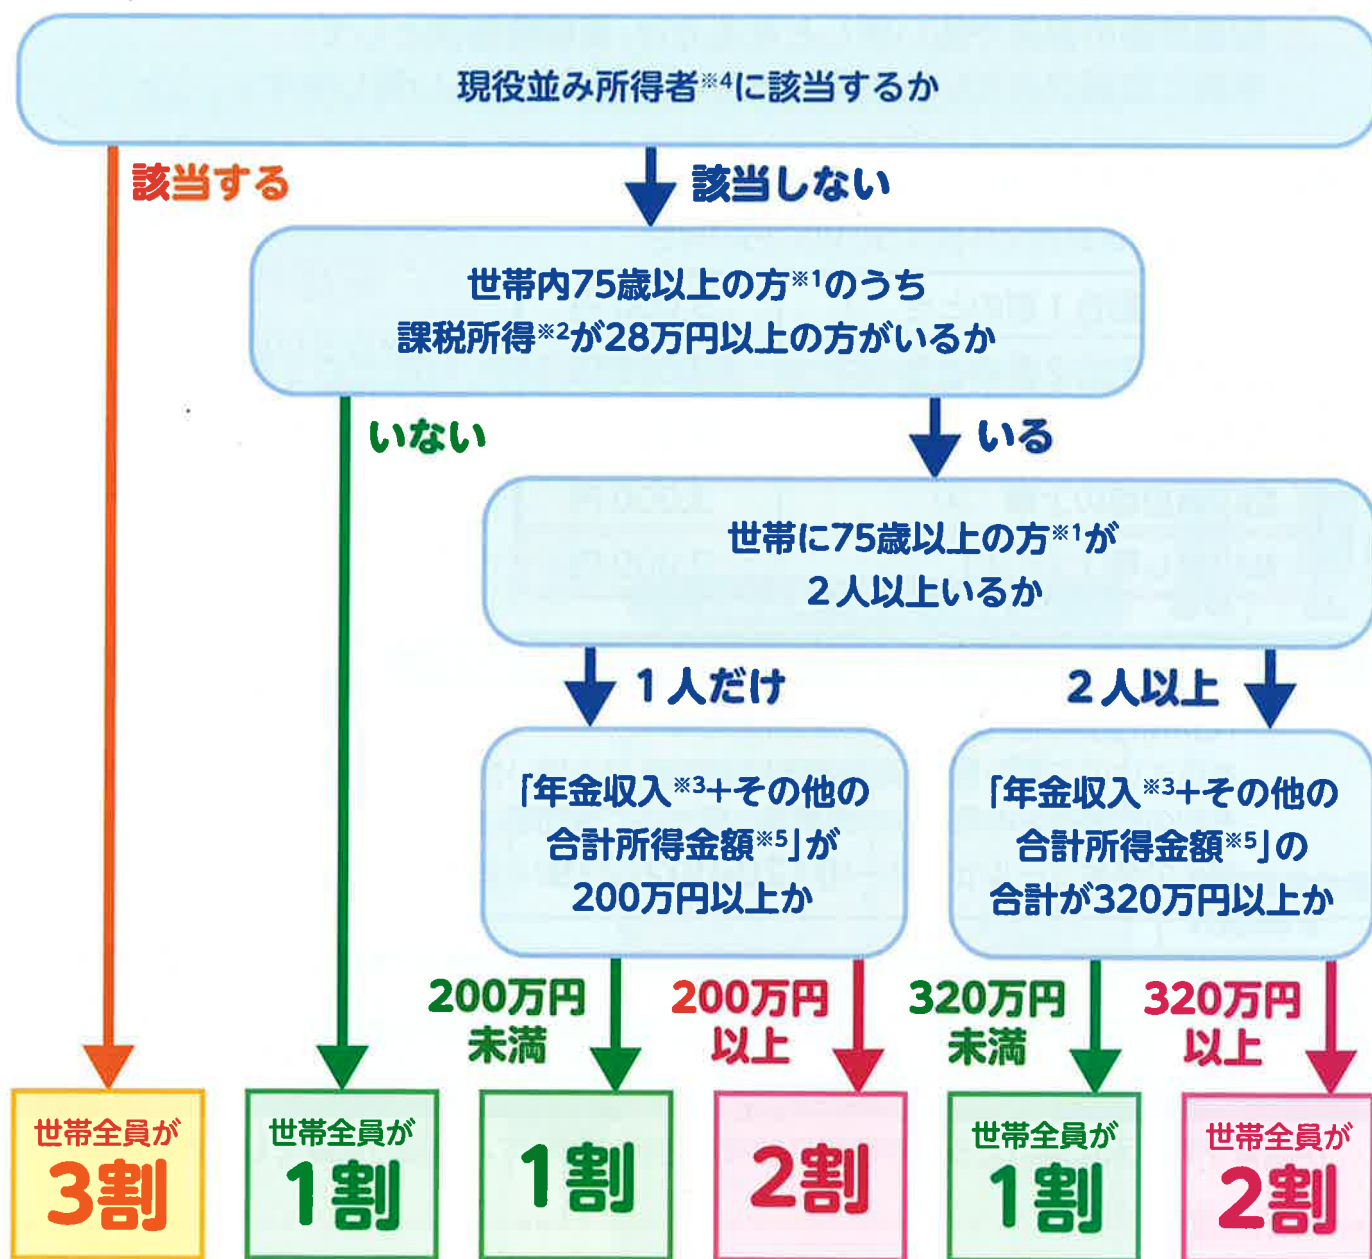 現役並み所得者※4に該当するか
該当する
該当しない
世帯内75歳以上の方※1のうち
課税所得※2が28万円以上の方がいるか
いない
いる
世帯に75歳以上の方※1が
2人以上いるか
1人だけ
2人以上
「年金収入※3+その他の
合計所得金額※5」が
200万円以上か
「年金収入※3+その他の
合計所得金額※5」の
合計が320万円以上か
200万円
未満
200万円
以上
320万円
未満
320万円
以上
世帯全員が
3割
世帯全員が
1割
1割
2割
世帯全員が
1割
世帯全員が
2割